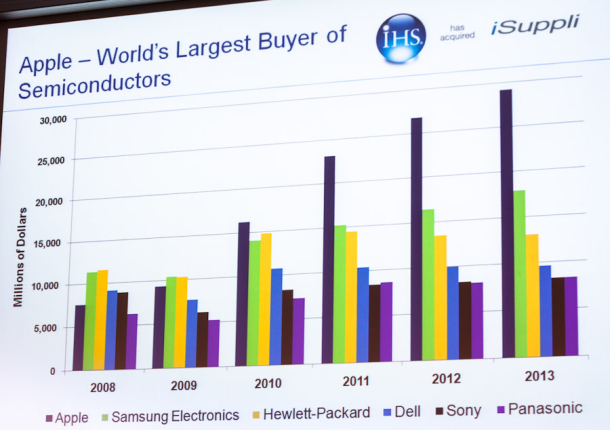 Apple – World's Largest Buyer of
Semiconductors
IHS
has
acquired
iSuppli
Millions of Dollars
30,000
25,000
20,000
15,000
10,000
5,000
0
2008
2009
2010
2011
2012
2013
Apple
Samsung Electronics
Hewlett-Packard
Dell
Sony
Panasonic